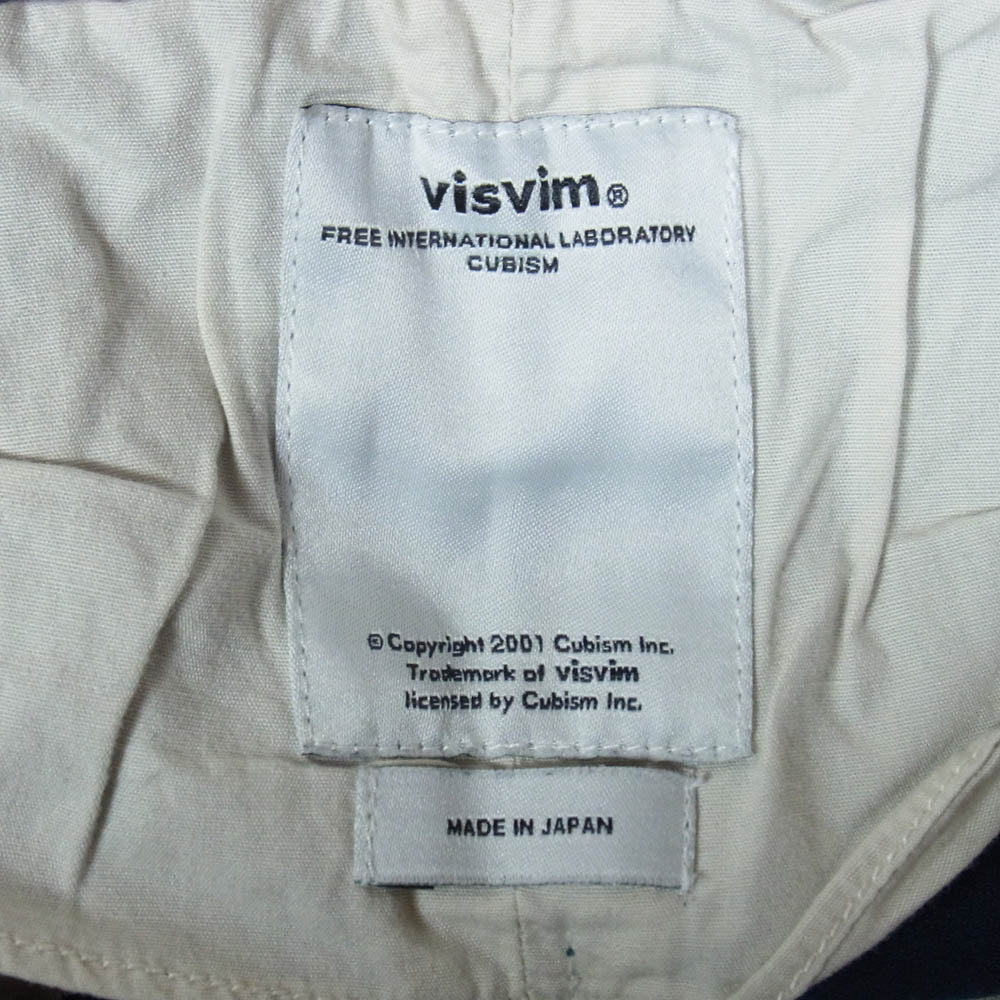 visvim®
FREE INTERNATIONAL LABORATORY
CUBISM
© Copyright 2001 Cubism Inc.
Trademark of visvim
licensed by Cubism Inc.
MADE IN JAPAN